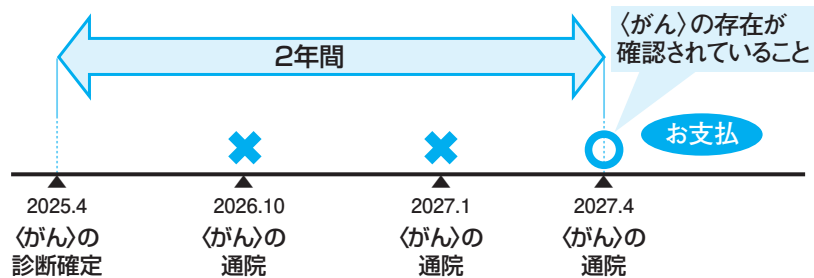 〈がん〉の存在が
確認されていること
2年間
お支払
2025.4
〈がん〉の
診断確定
2026.10
〈がん〉の
通院
2027.1
〈がん〉の
通院
2027.4
〈がん〉の
通院